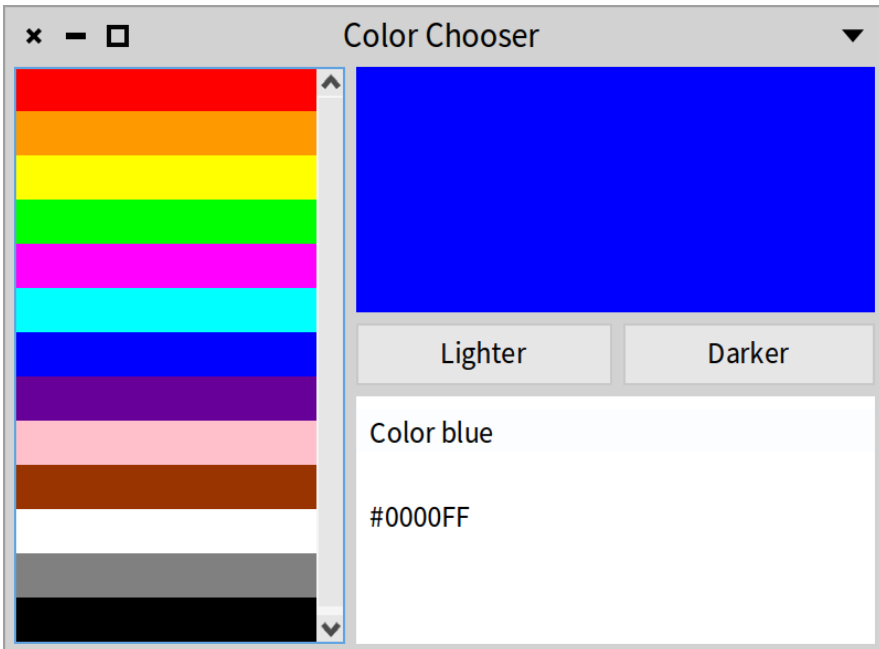 Color Chooser
Lighter
Darker
Color blue
#0000FF